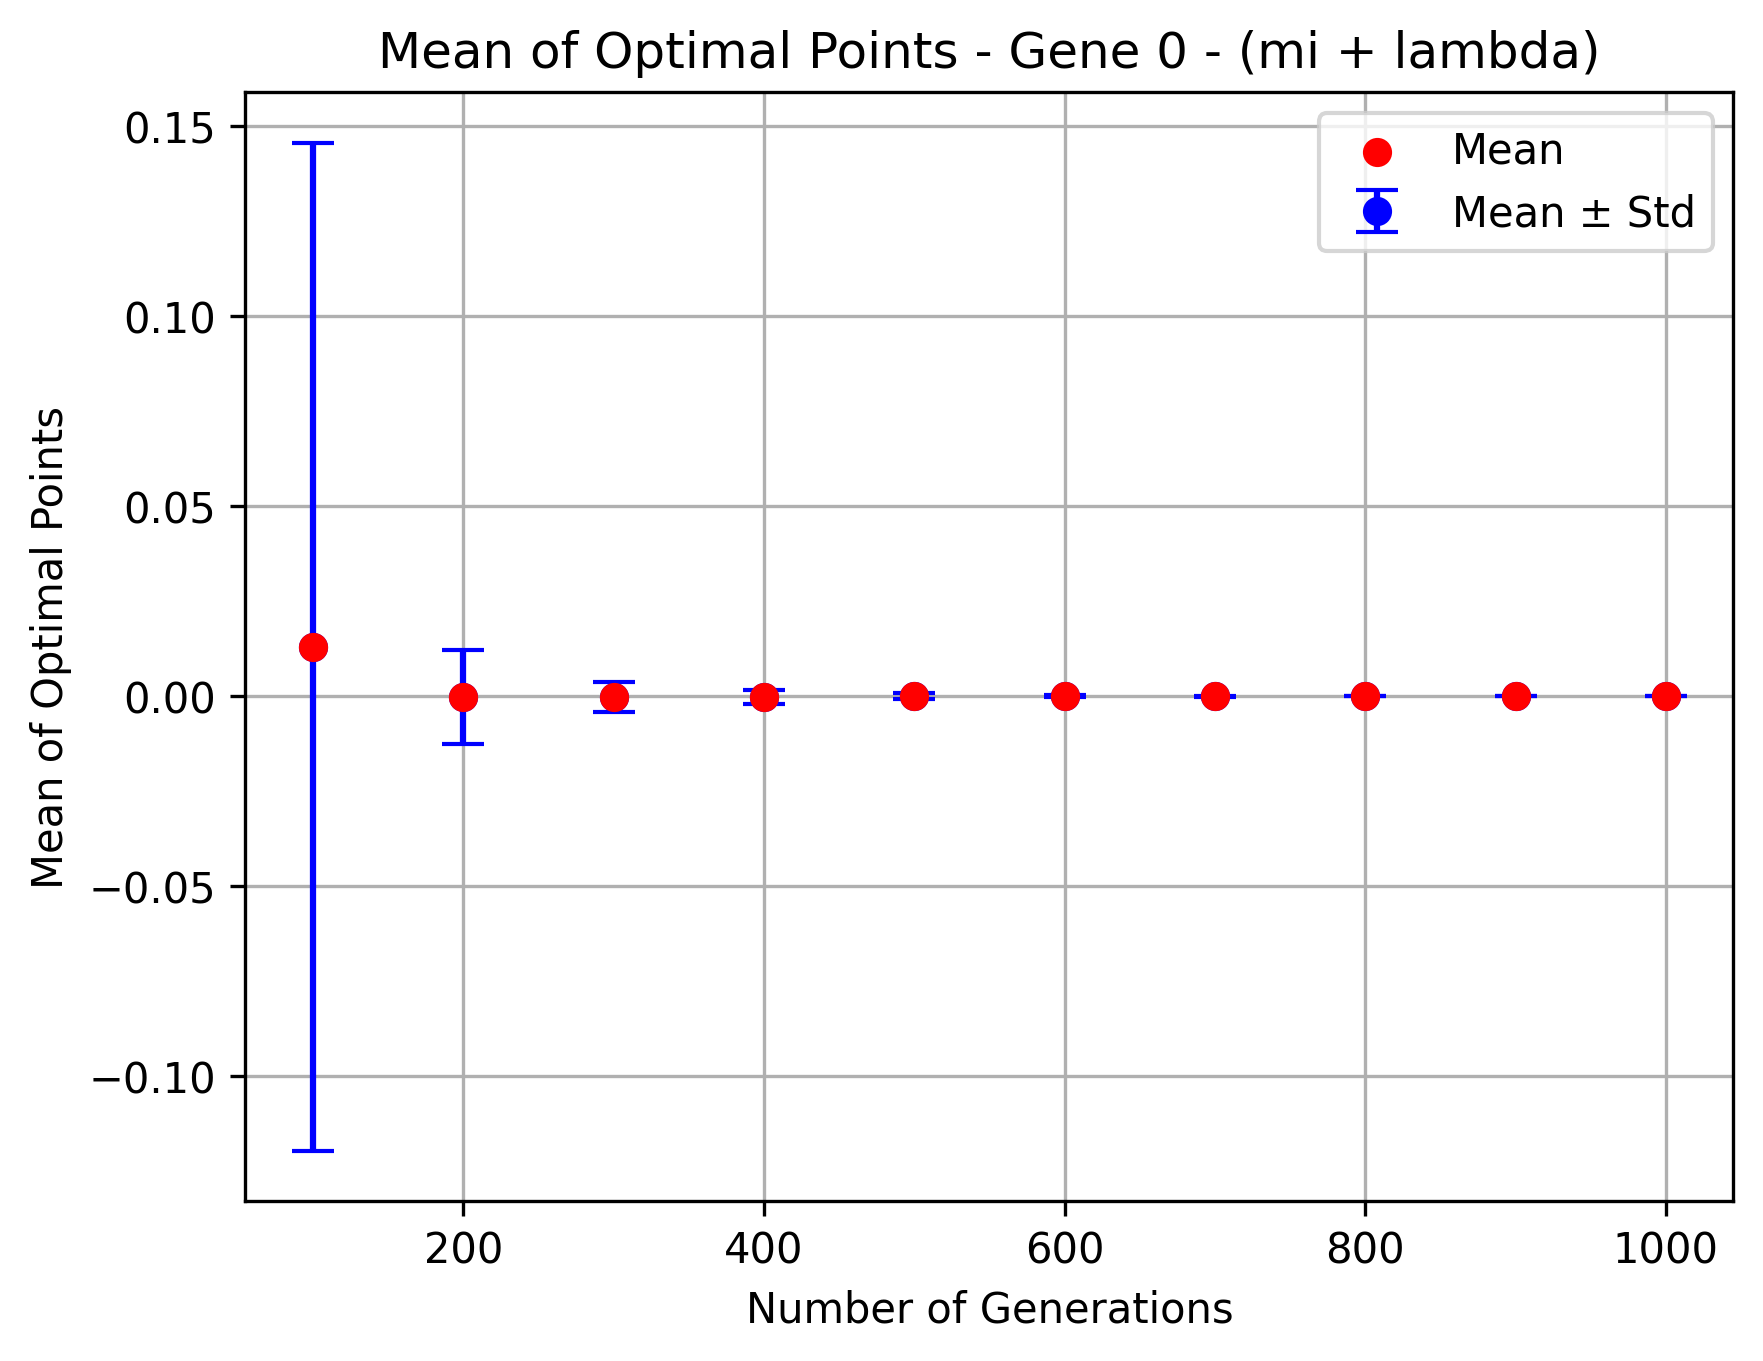 Mean of Optimal Points - Gene 0 - (mi + lambda)
Mean
Mean ± Std
0.15
0.10
0.05
0.00
−0.05
−0.10
Mean of Optimal Points
200
400
600
800
1000
Number of Generations